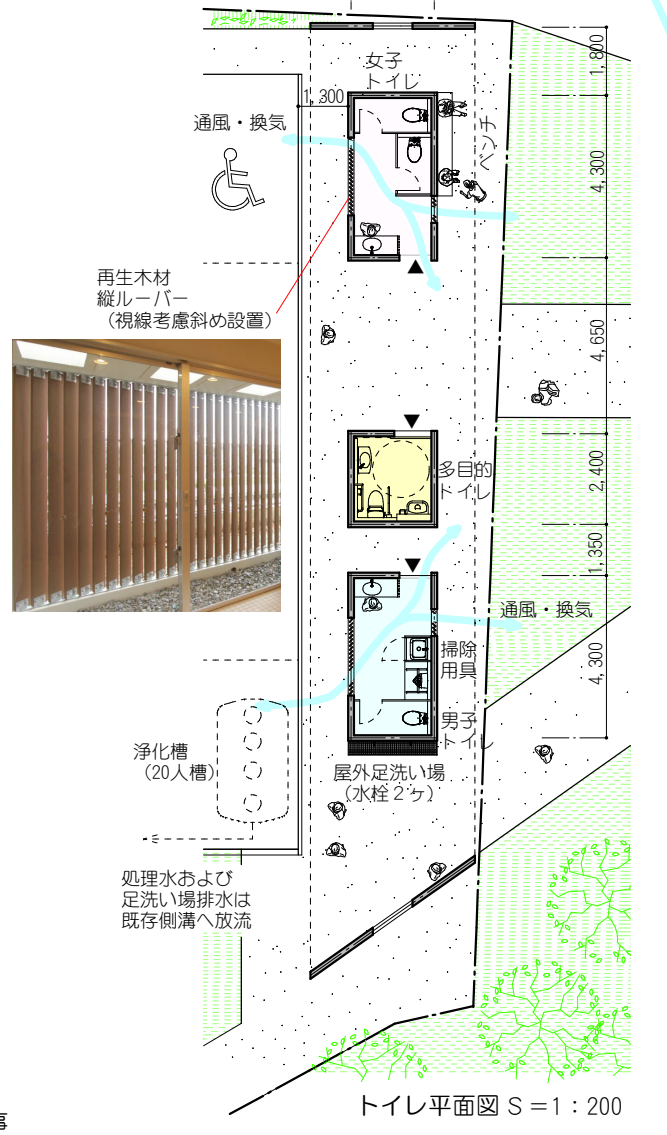 女子
トイレ
1,300
1,800
通風・換気
ベンチ
4,300
再生木材
縦ルーバー
（視線考慮斜め設置）
4,650
多目的
トイレ
2,400
1,350
通風・換気
掃除
用具
4,300
男子
トイレ
浄化槽
（20人槽）
屋外足洗い場
（水栓２ヶ）
処理水および
足洗い場排水は
既存側溝へ放流
トイレ平面図 S＝1：200